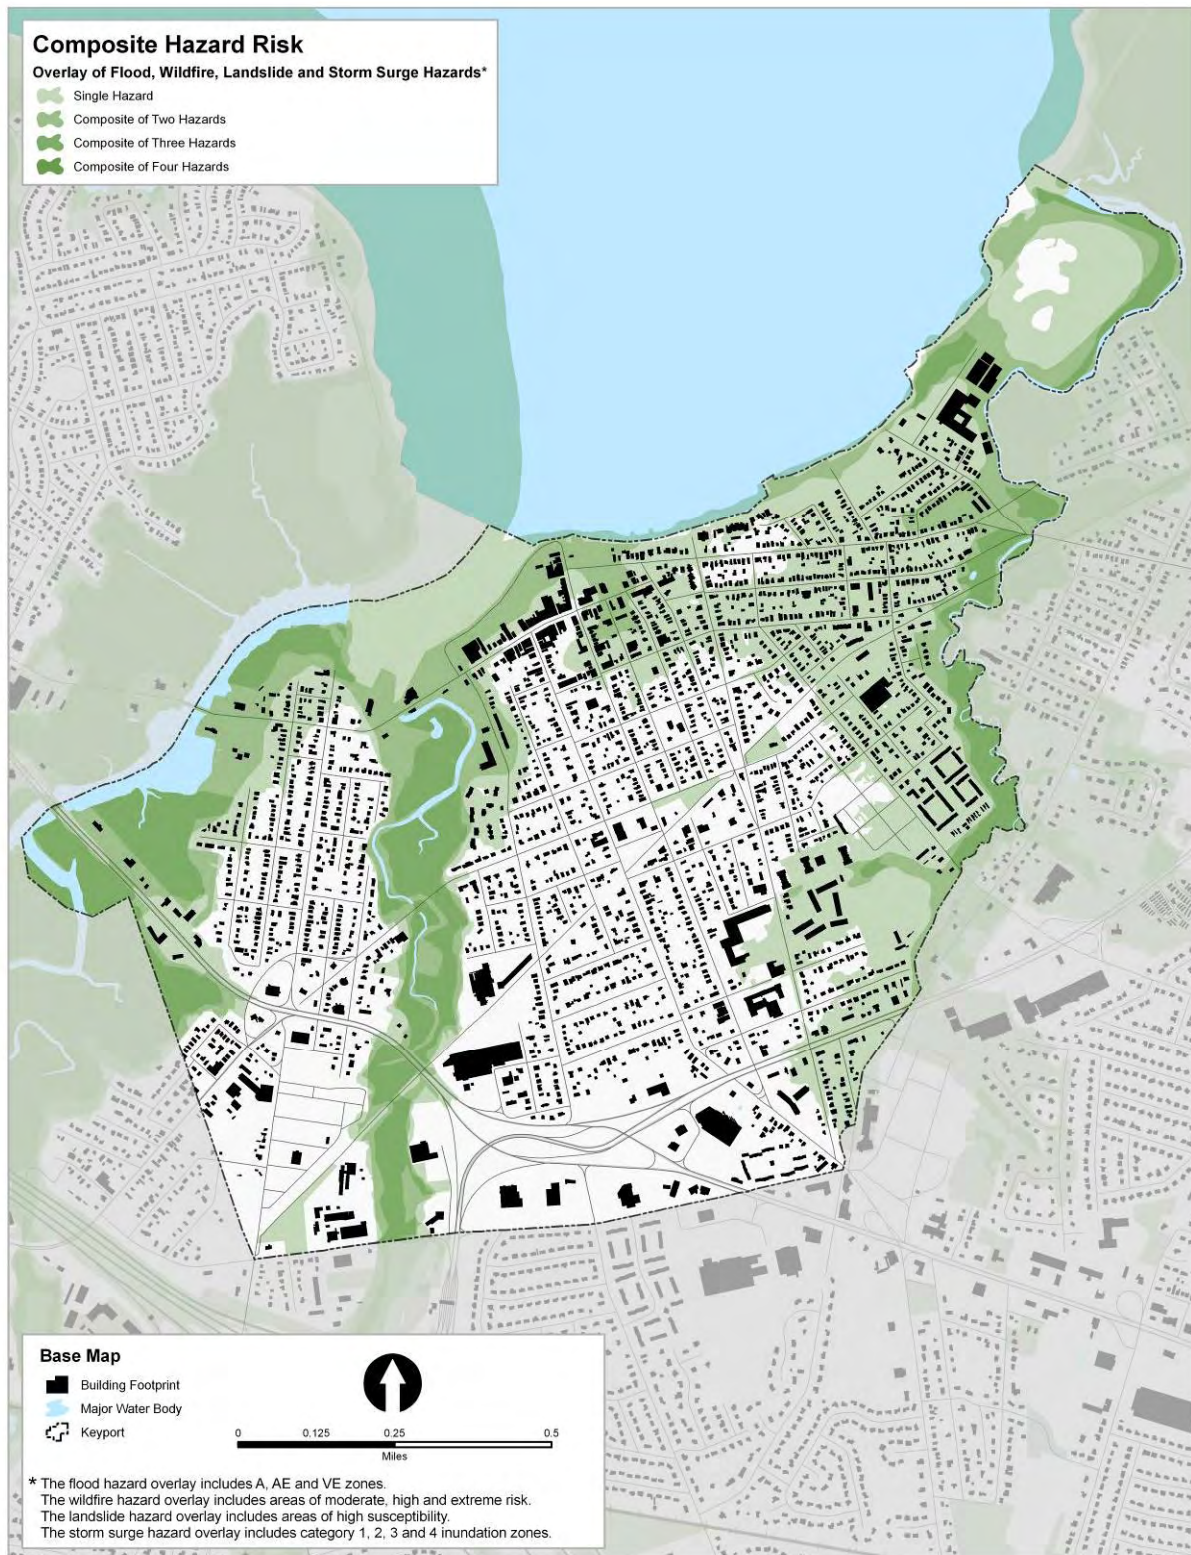 Composite Hazard Risk
Overlay of Flood, Wildfire, Landslide and Storm Surge Hazards*
Single Hazard
Composite of Two Hazards
Composite of Three Hazards
Composite of Four Hazards
Base Map
Building Footprint
Major Water Body
Keyport
0 0.125 0.25 0.5
Miles
* The flood hazard overlay includes A, AE and VE zones.
The wildfire hazard overlay includes areas of moderate, high and extreme risk.
The landslide hazard overlay includes areas of high susceptibility.
The storm surge hazard overlay includes category 1, 2, 3 and 4 inundation zones.